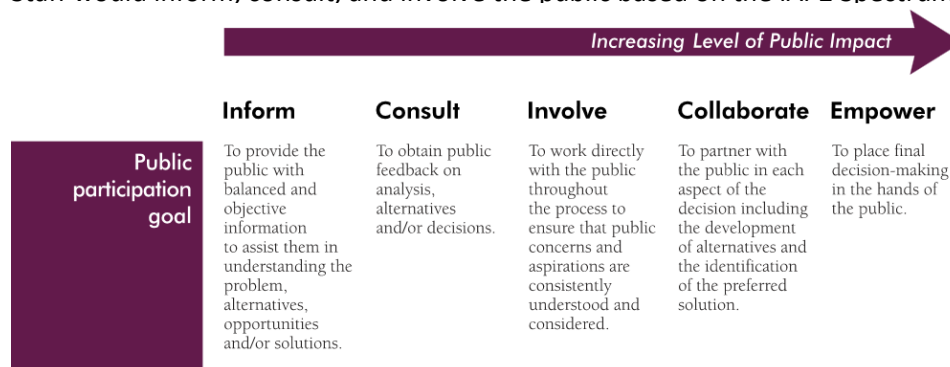 Increasing Level of Public Impact
Inform
Consult
Involve
Collaborate
Empower
Public
participation
goal
To provide the
public with
balanced and
objective
information
to assist them in
understanding the
problem,
alternatives,
opportunities
and/or solutions.
To obtain public
feedback on
analysis,
alternatives
and/or decisions.
To work directly
with the public
throughout
the process to
ensure that public
concerns and
aspirations are
consistently
understood and
considered.
To partner with
the public in each
aspect of the
decision including
the development
of alternatives and
the identification
of the preferred
solution.
To place final
decision-making
in the hands of
the public.